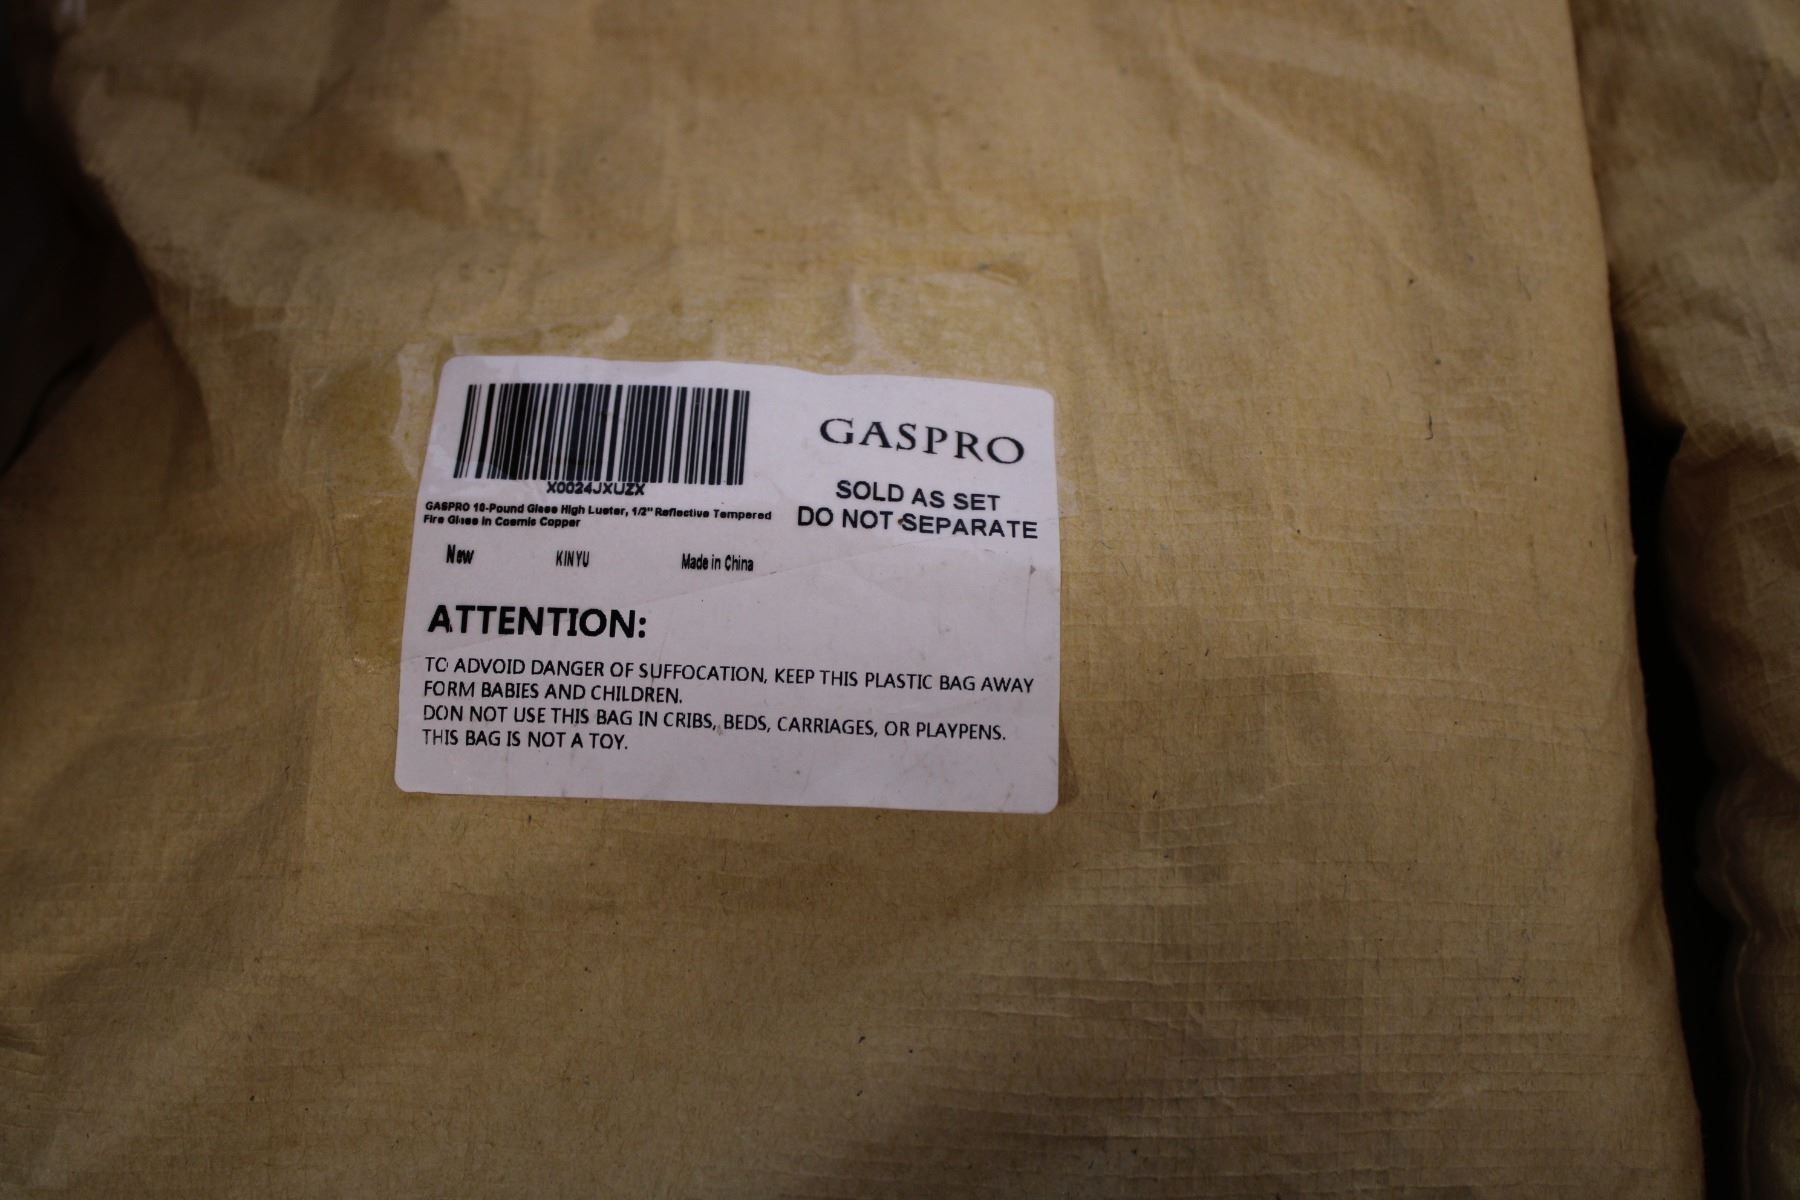 X0024JXUZX
GASPRO 10-Pound Glass High Luster, 1/2" Reflective Tempered
Fire Glass in Cosmic Copper
New KINYU Made in China
GASPRO
SOLD AS SET
DO NOT SEPARATE
ATTENTION:
TO ADVOID DANGER OF SUFFOCATION, KEEP THIS PLASTIC BAG AWAY
FORM BABIES AND CHILDREN.
DON NOT USE THIS BAG IN CRIBS, BEDS, CARRIAGES, OR PLAYPENS.
THIS BAG IS NOT A TOY.